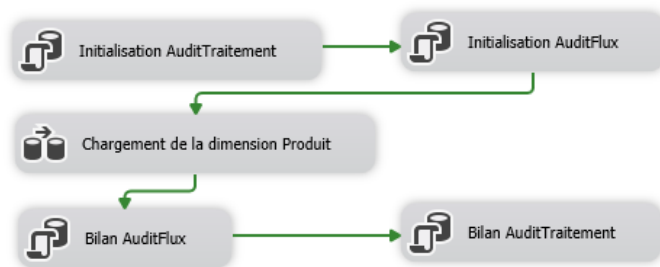 Initialisation AuditTraitement
Initialisation AuditFlux
Chargement de la dimension Produit
Bilan AuditFlux
Bilan AuditTraitement